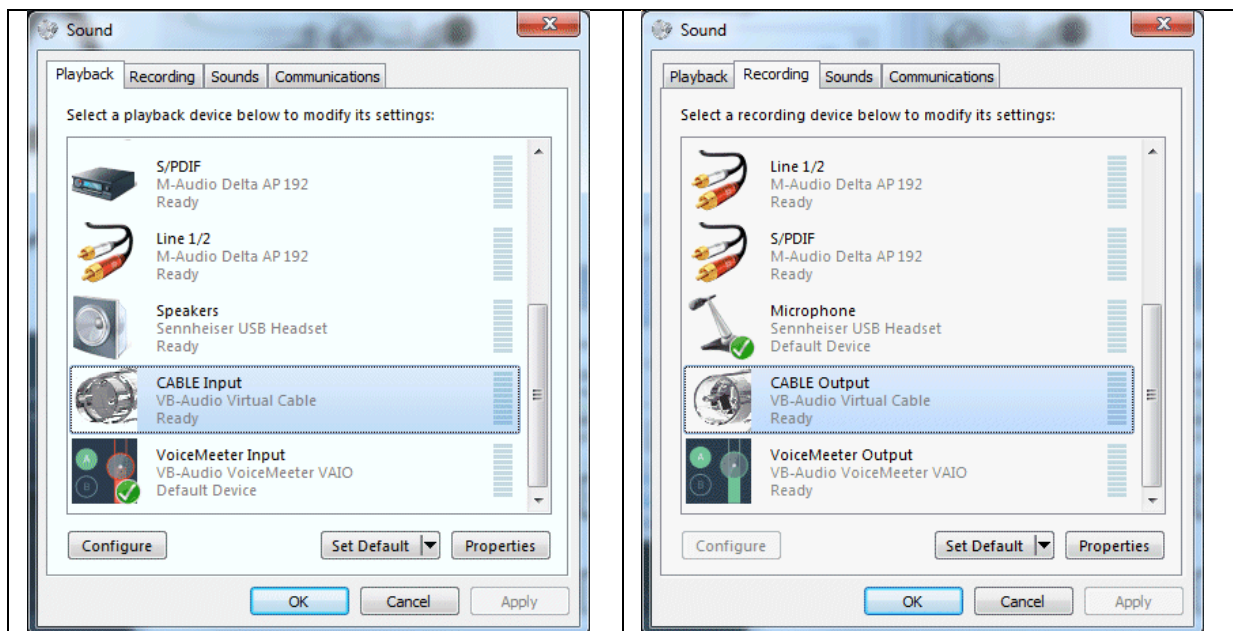 Sound
Playback Recording Sounds Communications
Select a playback device below to modify its settings:
S/PDIF
M-Audio Delta AP 192
Ready
Line 1/2
M-Audio Delta AP 192
Ready
Speakers
Sennheiser USB Headset
Ready
CABLE Input
VB-Audio Virtual Cable
Ready
A
B
VoiceMeeter Input
VB-Audio VoiceMeeter VAIO
Default Device
Configure Set Default Properties
OK Cancel Apply
Sound
Playback Recording Sounds Communications
Select a recording device below to modify its settings:
Line 1/2
M-Audio Delta AP 192
Ready
S/PDIF
M-Audio Delta AP 192
Ready
Microphone
Sennheiser USB Headset
Default Device
CABLE Output
VB-Audio Virtual Cable
Ready
A
B
VoiceMeeter Output
VB-Audio VoiceMeeter VAIO
Ready
Configure Set Default Properties
OK Cancel Apply